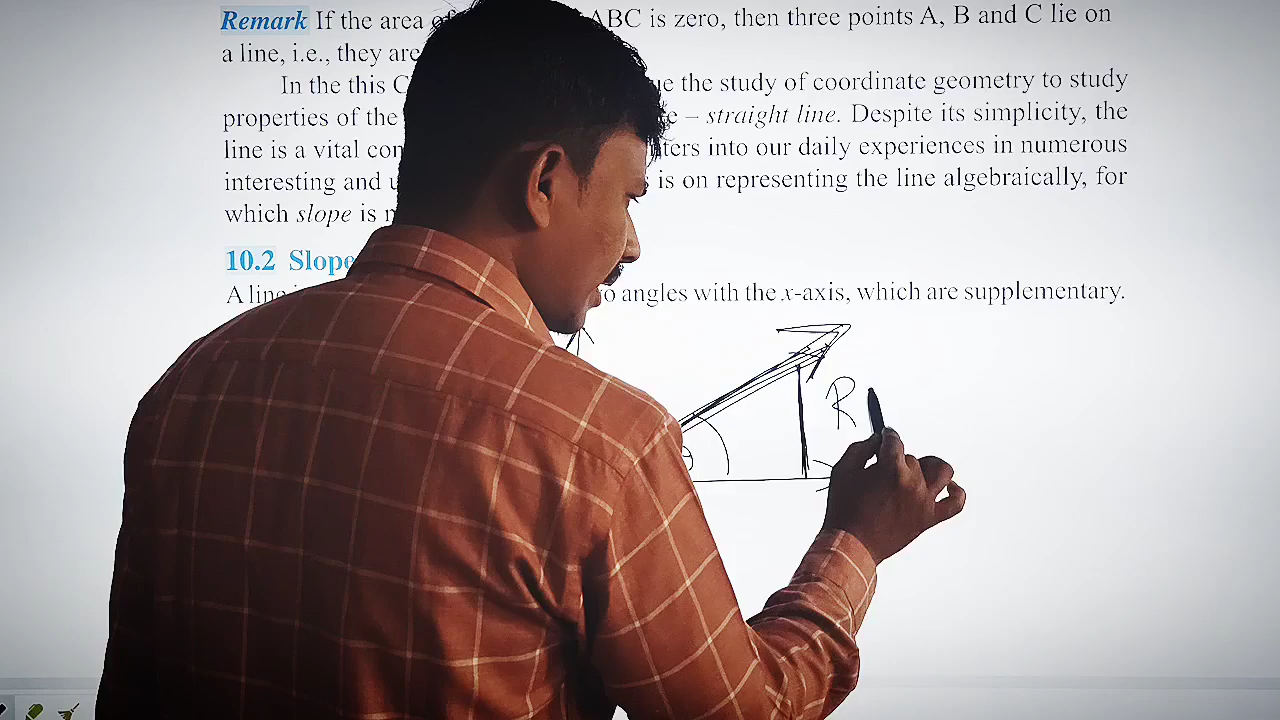 Remark If the area ABC is zero, then three points A, B and C lie on
a line, i.e., they are
In the this the study of coordinate geometry to study
properties of the – straight line. Despite its simplicity, the
line is a vital into our daily experiences in numerous
interesting and is on representing the line algebraically, for
which slope is
10.2 Slope
A line angles with the x-axis, which are supplementary.
R
θ